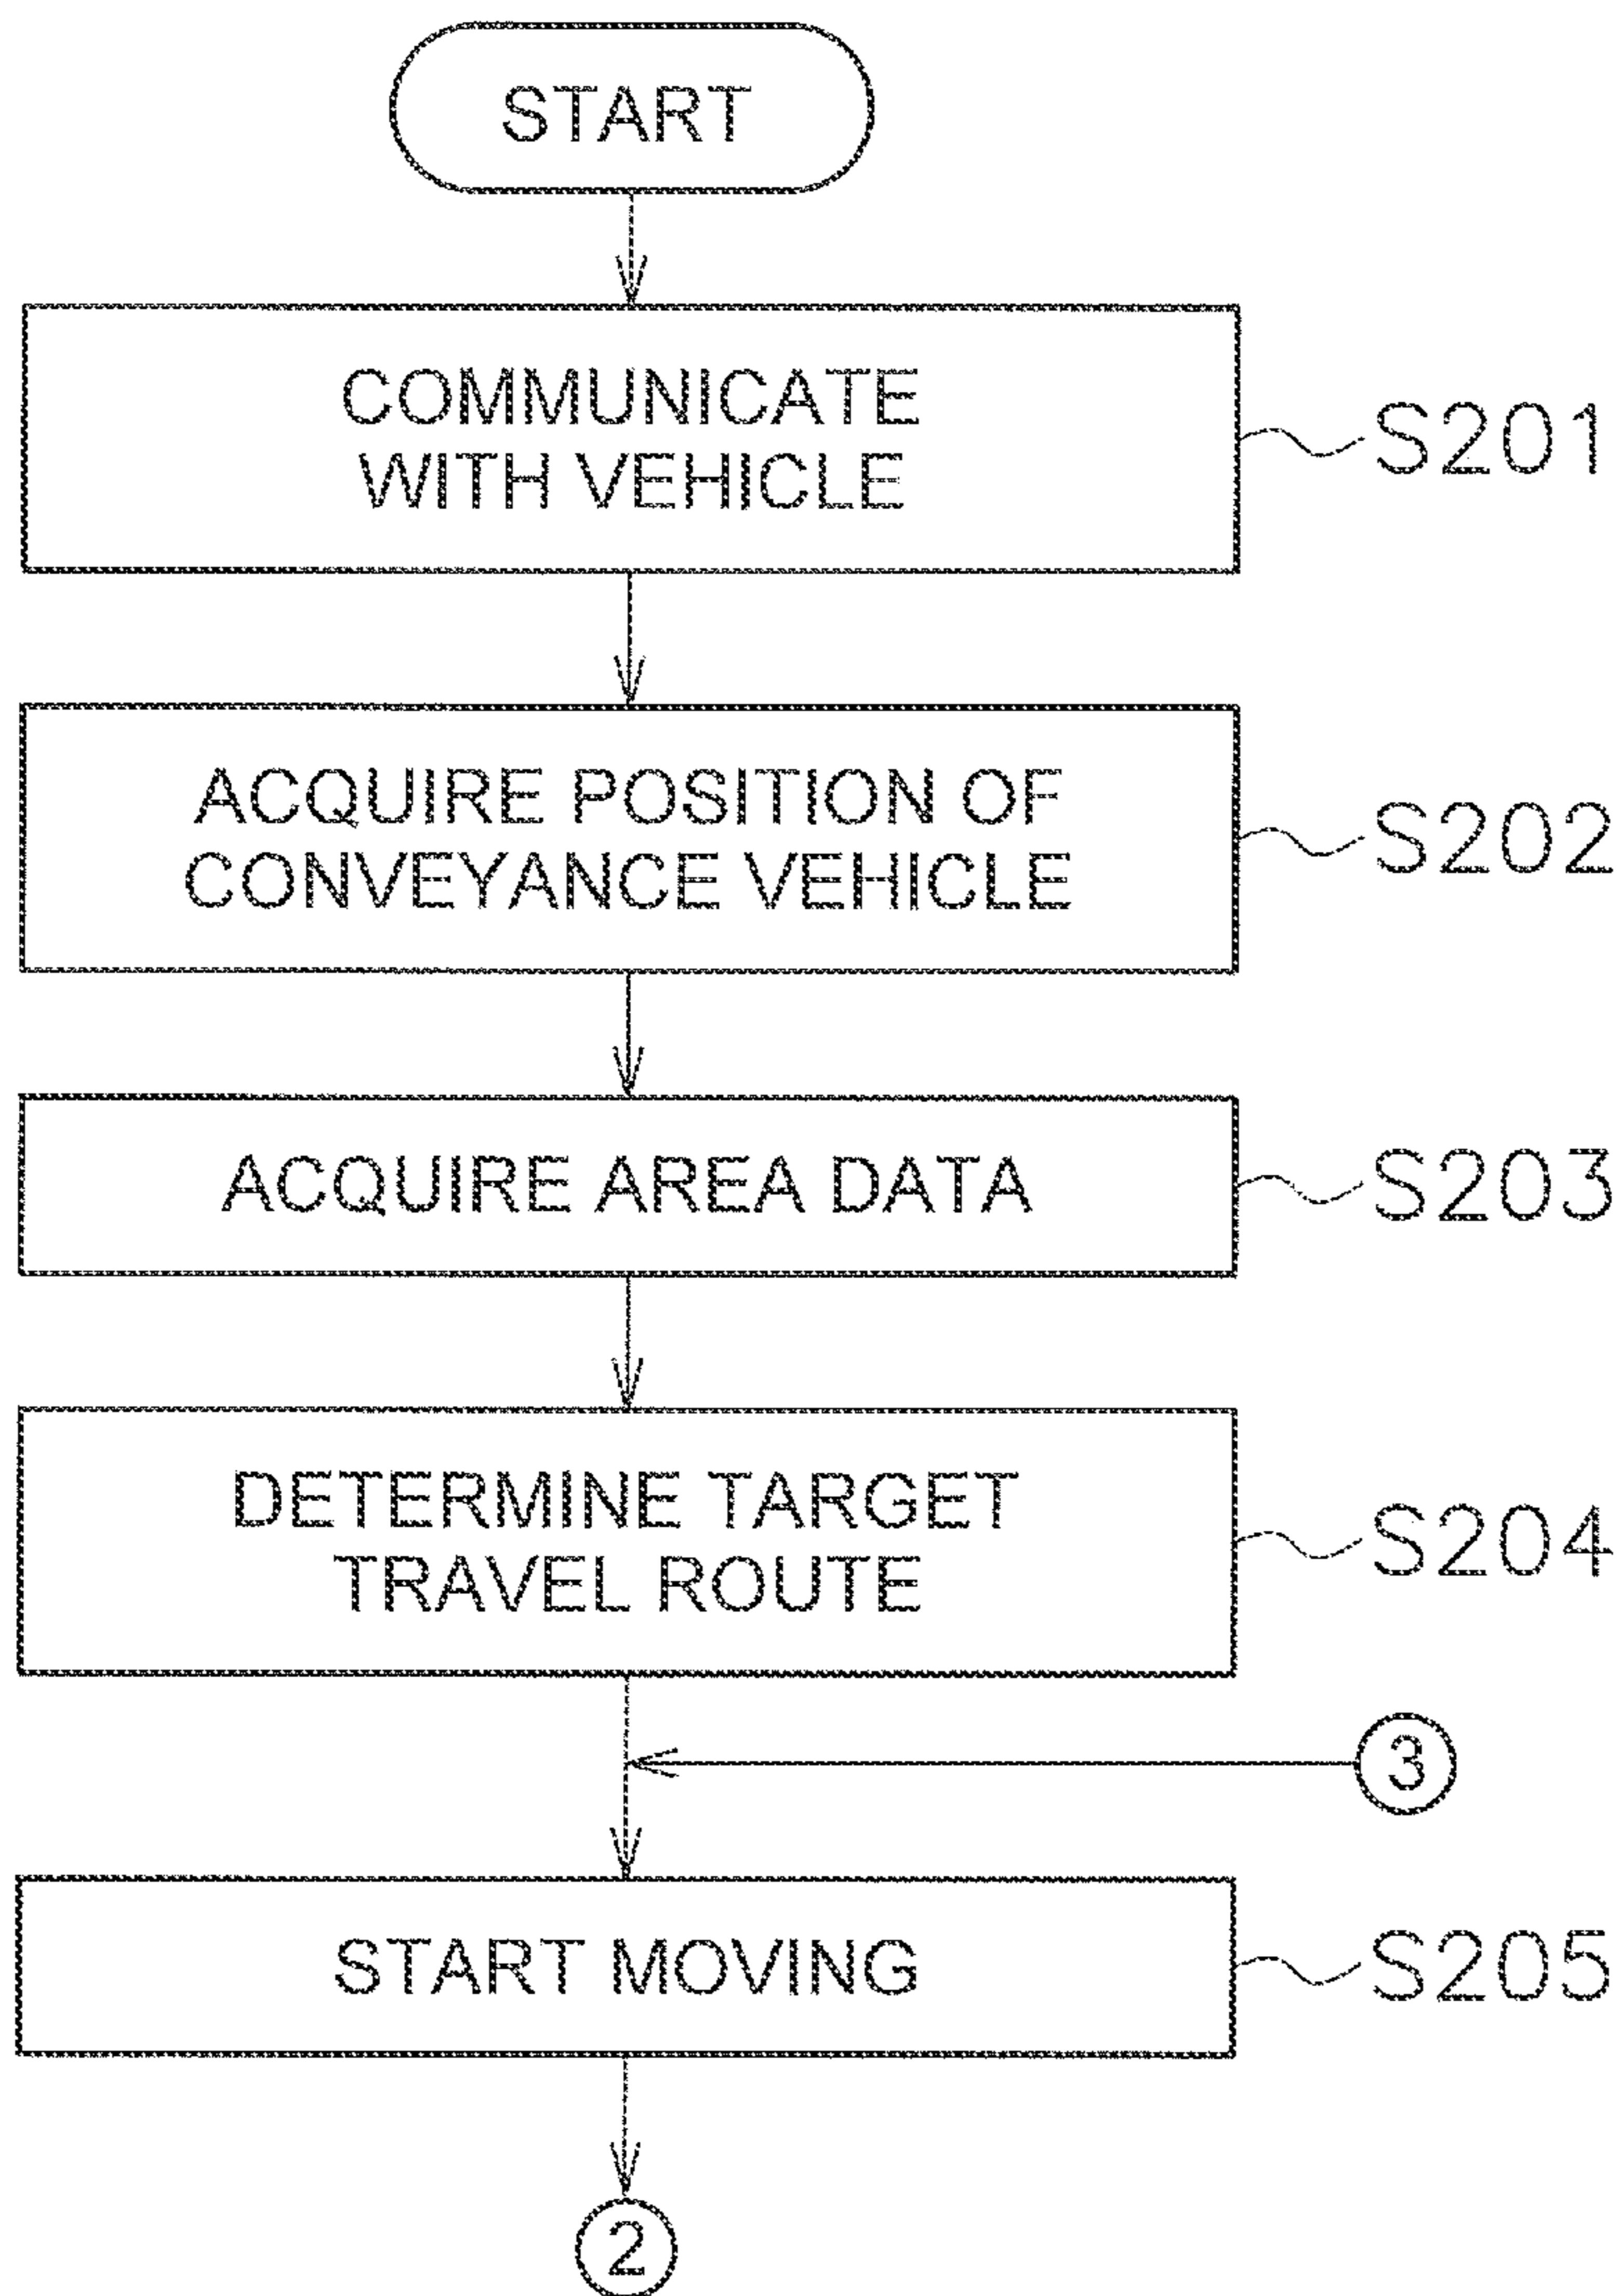 START
COMMUNICATE
WITH VEHICLE
S201
ACQUIRE POSITION OF
CONVEYANCE VEHICLE
S202
ACQUIRE AREA DATA
S203
DETERMINE TARGET
TRAVEL ROUTE
S204
3
START MOVING
S205
2